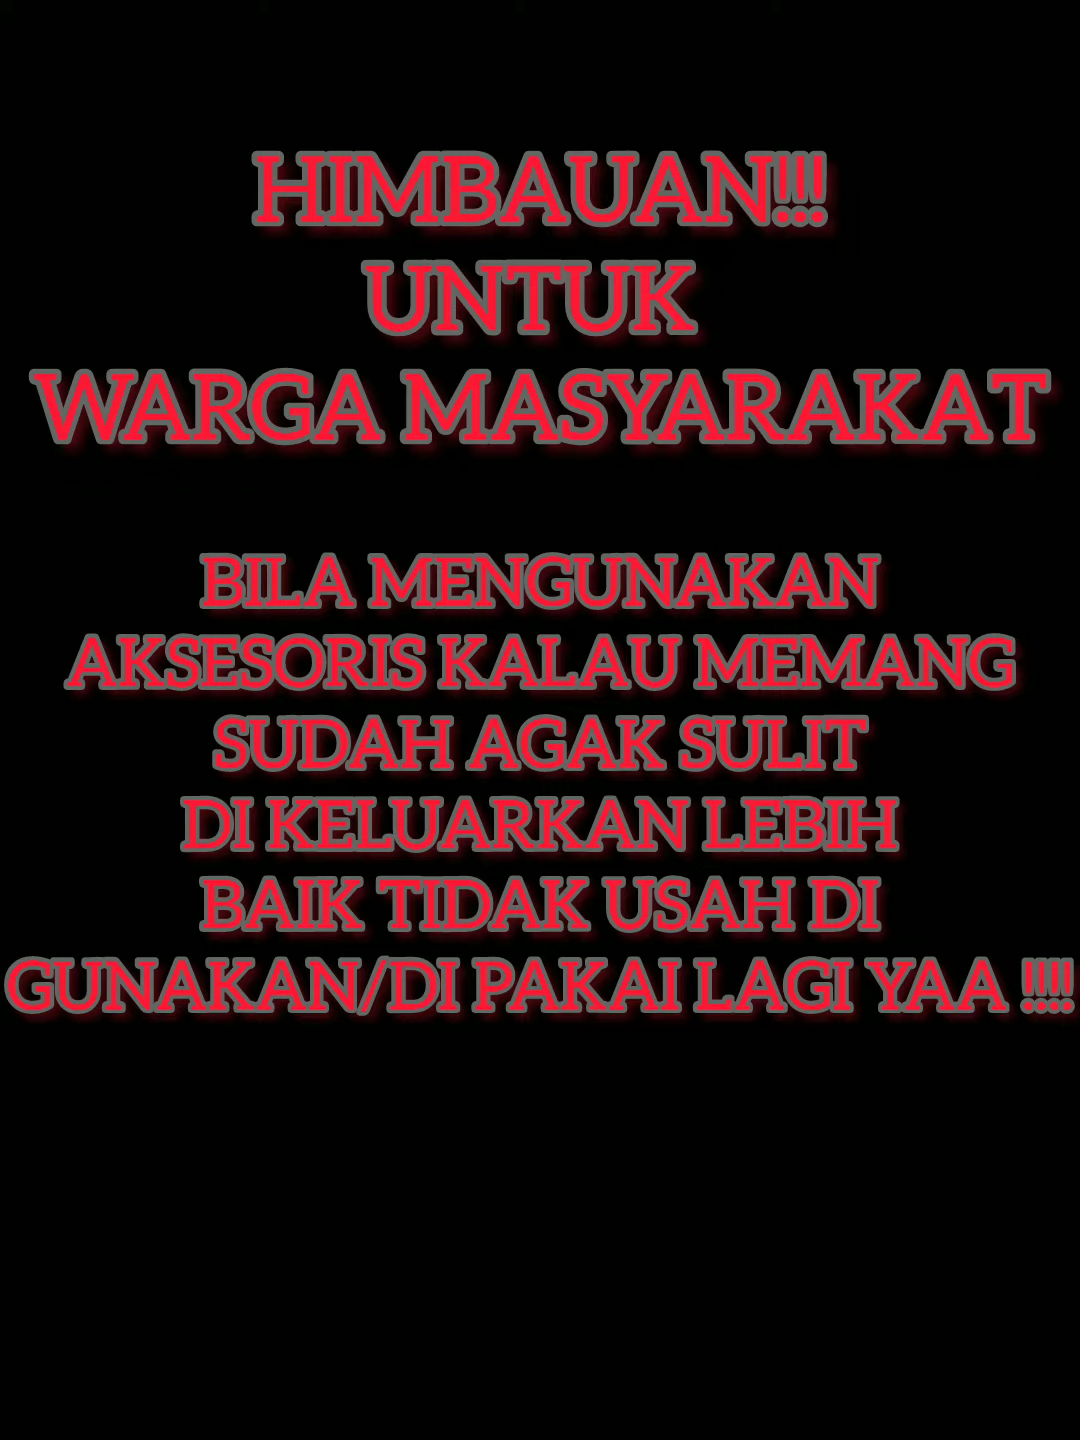 HIMBAUAN!!!
UNTUK
WARGA MASYARAKAT
BILA MENGUNAKAN
AKSESORIS KALAU MEMANG
SUDAH AGAK SULIT
DI KELUARKAN LEBIH
BAIK TIDAK USAH DI
GUNAKAN/DI PAKAI LAGI YAA !!!!